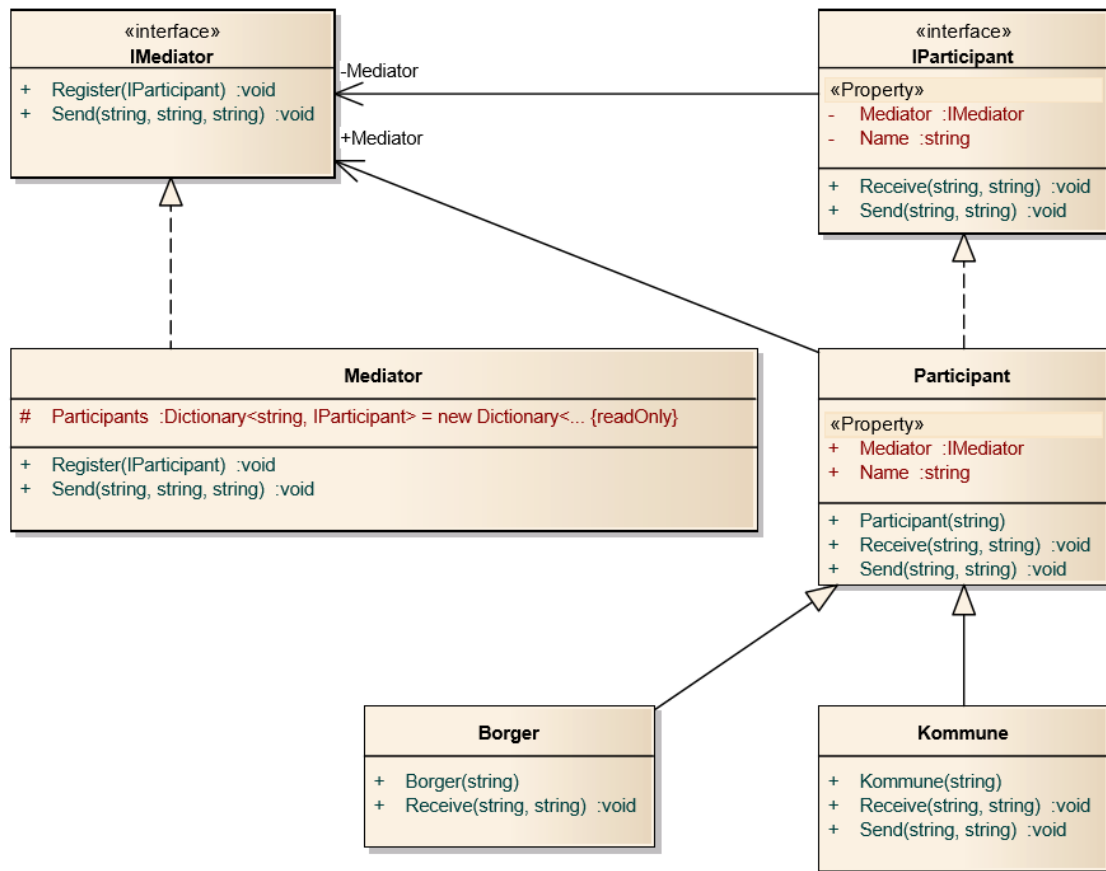 «interface»
IMediator
+ Register(IParticipant) :void
+ Send(string, string, string) :void
-Mediator
+Mediator
«interface»
IParticipant
«Property»
- Mediator :IMediator
- Name :string
+ Receive(string, string) :void
+ Send(string, string) :void
Mediator
# Participants :Dictionary<string, IParticipant> = new Dictionary<... {readOnly}
+ Register(IParticipant) :void
+ Send(string, string, string) :void
Participant
«Property»
+ Mediator :IMediator
+ Name :string
+ Participant(string)
+ Receive(string, string) :void
+ Send(string, string) :void
Borger
+ Borger(string)
+ Receive(string, string) :void
Kommune
+ Kommune(string)
+ Receive(string, string) :void
+ Send(string, string) :void